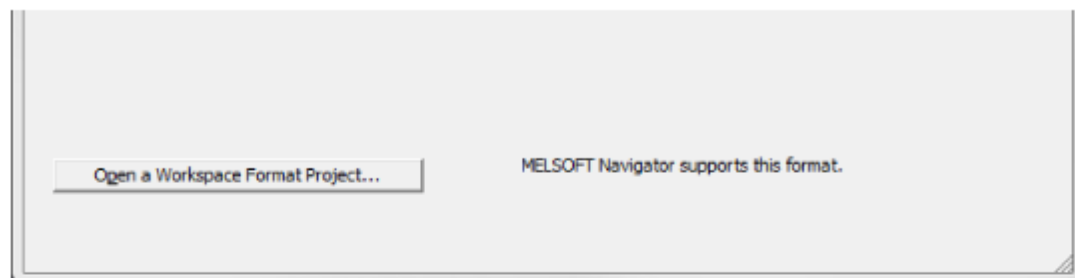 Open a Workspace Format Project...
MELSOFT Navigator supports this format.